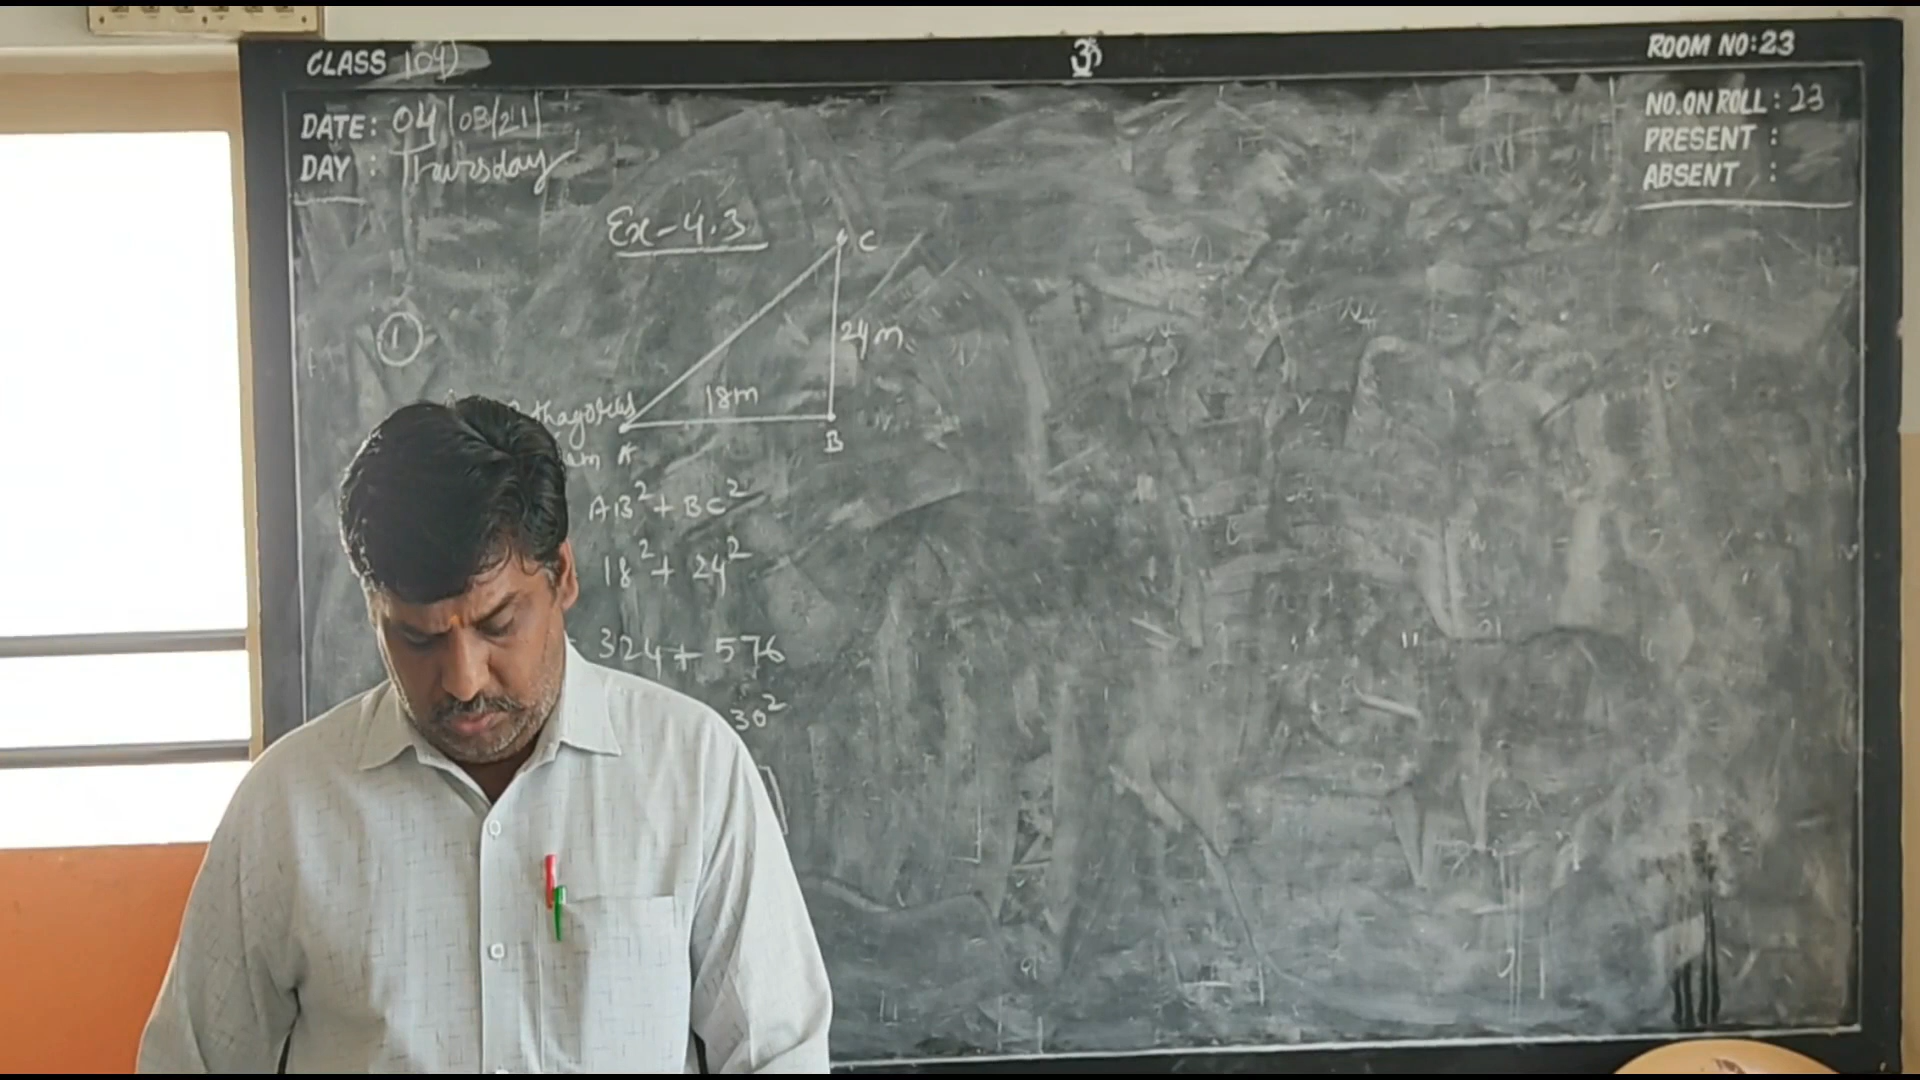 CLASS 10
ॐ
ROOM NO:23
DATE: 04/03/21
DAY : Thursday
NO.ON ROLL : 23
PRESENT :
ABSENT :
Ex-4.3
C
①
24m
18m
A
B
AB²+BC²
18²+24²
324+576
30²